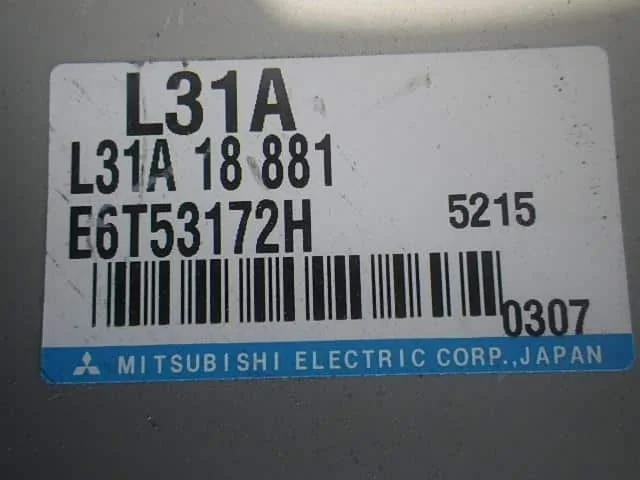 L31A
L31A 18 881
E6T53172H 5215
0307
MITSUBISHI ELECTRIC CORP.,JAPAN